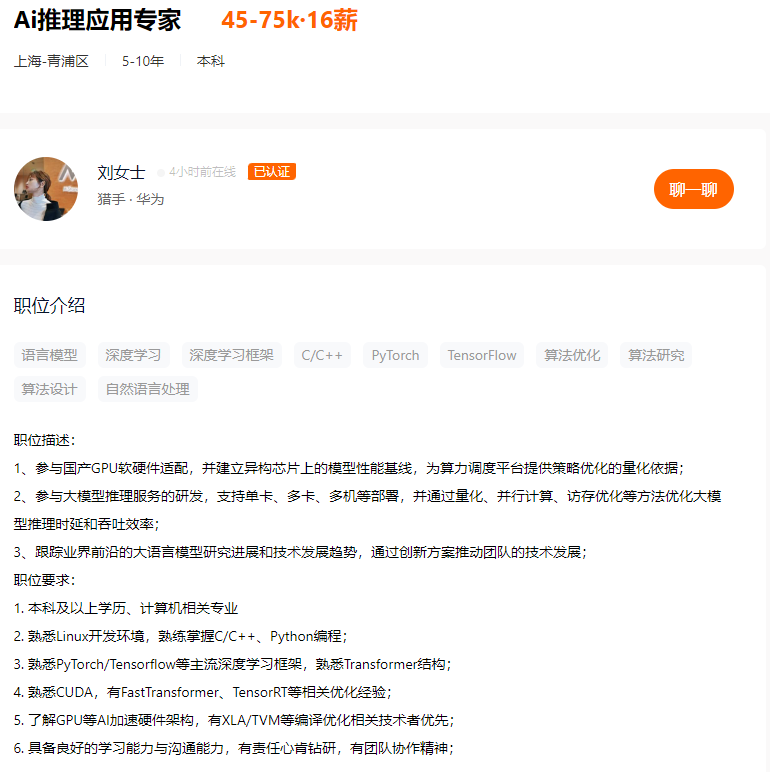 Ai推理应用专家 45-75k·16薪
上海-青浦区 5-10年 本科
刘女士 4小时前在线 已认证
猎手 · 华为
聊一聊
职位介绍
语言模型 深度学习 深度学习框架 C/C++ PyTorch TensorFlow 算法优化 算法研究
算法设计 自然语言处理
职位描述：
1、参与国产GPU软硬件适配，并建立异构芯片上的模型性能基线，为算力调度平台提供策略优化的量化依据；
2、参与大模型推理服务的研发，支持单卡、多卡、多机等部署，并通过量化、并行计算、访存优化等方法优化大模
型推理时延和吞吐效率；
3、跟踪业界前沿的大语言模型研究进展和技术发展趋势，通过创新方案推动团队的技术发展；
职位要求：
1. 本科及以上学历、计算机相关专业
2. 熟悉Linux开发环境，熟练掌握C/C++、Python编程；
3. 熟悉PyTorch/Tensorflow等主流深度学习框架，熟悉Transformer结构；
4. 熟悉CUDA，有FastTransformer、TensorRT等相关优化经验；
5. 了解GPU等AI加速硬件架构，有XLA/TVM等编译优化相关技术者优先；
6. 具备良好的学习能力与沟通能力，有责任心肯钻研，有团队协作精神；